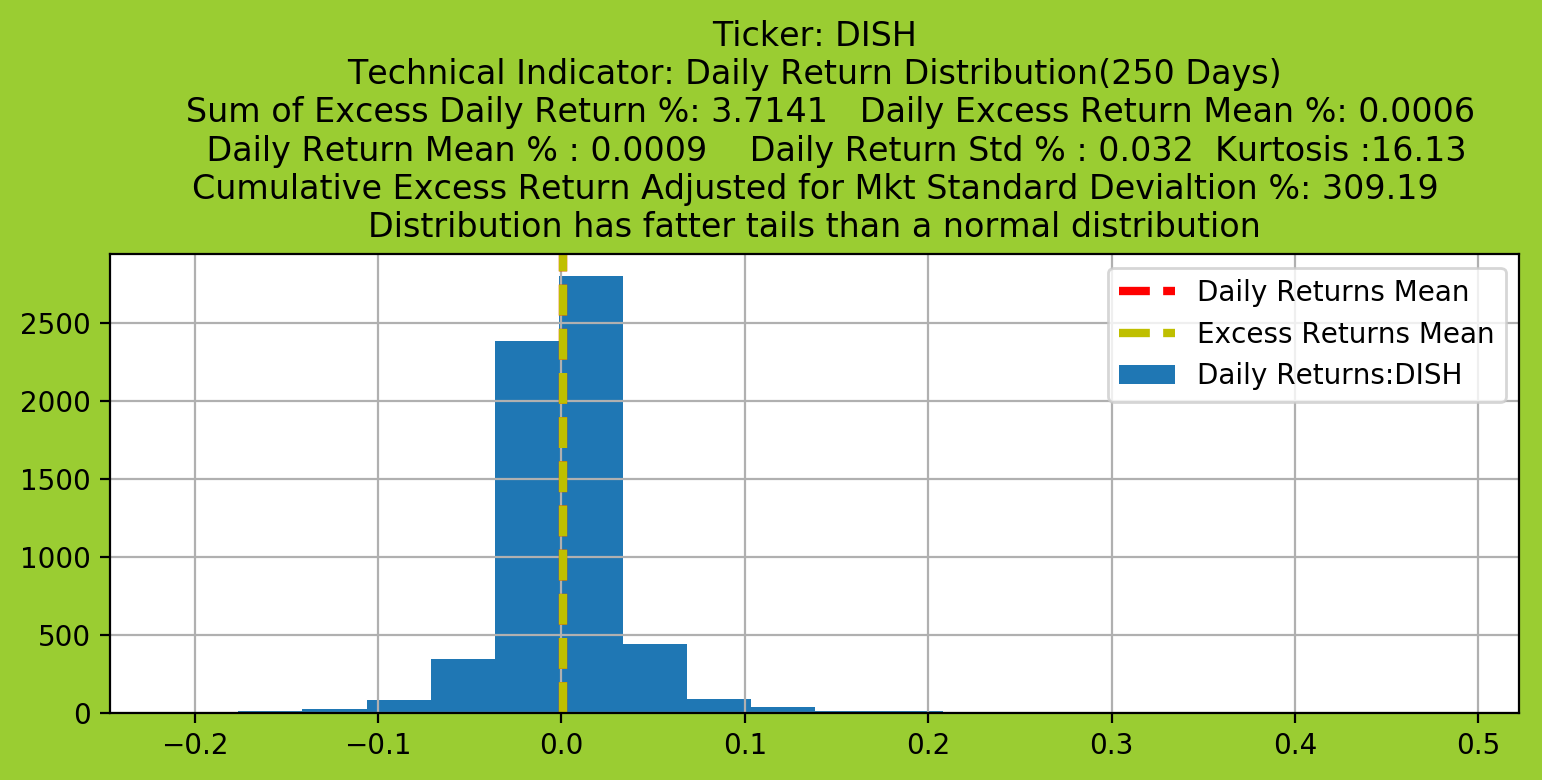 Ticker: DISH
Technical Indicator: Daily Return Distribution(250 Days)
Sum of Excess Daily Return %: 3.7141   Daily Excess Return Mean %: 0.0006
Daily Return Mean % : 0.0009    Daily Return Std % : 0.032  Kurtosis :16.13
Cumulative Excess Return Adjusted for Mkt Standard Devialtion %: 309.19
Distribution has fatter tails than a normal distribution
Daily Returns Mean
Excess Returns Mean
Daily Returns:DISH
2500
2000
1500
1000
500
0
−0.2 −0.1 0.0 0.1 0.2 0.3 0.4 0.5